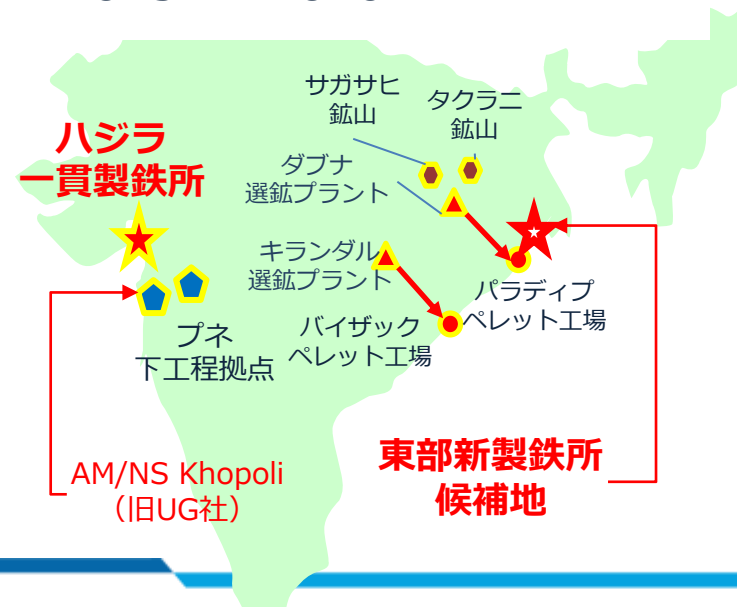 サガサヒ
鉱山
タクラニ
鉱山
ハジラ
一貫製鉄所
ダブナ
選鉱プラント
キランダル
選鉱プラント
パラディプ
ペレット工場
プネ
下工程拠点
バイザック
ペレット工場
AM/NS Khopoli
（旧UG社）
東部新製鉄所
候補地